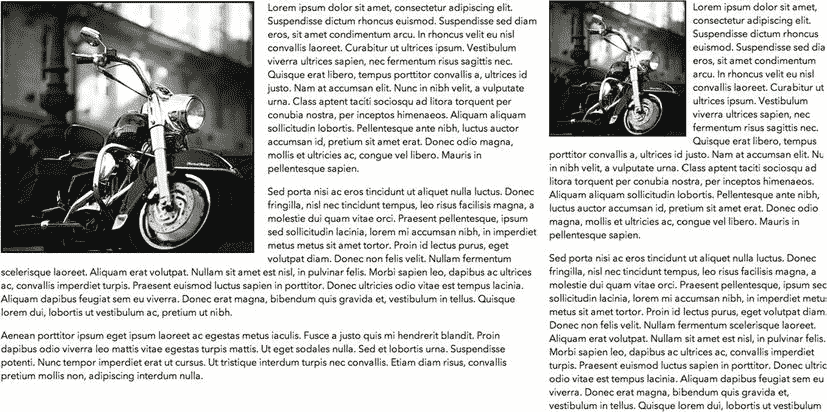 Lorem ipsum dolor sit amet, consectetur adipiscing elit.
Suspendisse dictum rhoncus euismod. Suspendisse sed diam
eros, sit amet condimentum arcu. In rhoncus velit eu nisl
convallis laoreet. Curabitur ut ultrices ipsum. Vestibulum
viverra ultrices sapien, nec fermentum risus sagittis nec.
Quisque erat libero, tempus porttitor convallis a, ultrices id
justo. Nam at accumsan elit. Nunc in nibh velit, a vulputate
urna. Class aptent taciti sociosqu ad litora torquent per
conubia nostra, per inceptos himenaeos. Aliquam aliquam
sollicitudin lobortis. Pellentesque ante nibh, luctus auctor
accumsan id, pretium sit amet erat. Donec odio magna,
mollis et ultricies ac, congue vel libero. Mauris in
pellentesque sapien.
Sed porta nisi ac eros tincidunt ut aliquet nulla luctus. Donec
fringilla, nisl nec tincidunt tempus, leo risus facilisis magna, a
molestie dui quam vitae orci. Praesent pellentesque, ipsum
sed sollicitudin lacinia, lorem mi accumsan nibh, in imperdiet
metus metus sit amet tortor. Proin id lectus purus, eget
volutpat diam. Donec non felis velit. Nullam fermentum
scelerisque laoreet. Aliquam erat volutpat. Nullam sit amet est nisl, in pulvinar felis. Morbi sapien leo, dapibus ac ultrices
ac, convallis imperdiet turpis. Praesent euismod luctus sapien in porttitor. Donec ultricies odio vitae est tempus lacinia.
Aliquam dapibus feugiat sem eu viverra. Donec erat magna, bibendum quis gravida et, vestibulum in tellus. Quisque
lorem dui, lobortis ut vestibulum ac, pretium ut nibh.
Aenean porttitor ipsum eget ipsum laoreet ac egestas metus iaculis. Fusce a justo quis mi hendrerit blandit. Proin
dapibus odio viverra leo mattis vitae egestas turpis mattis. Ut eget sodales nulla. Sed et lobortis urna. Suspendisse
potenti. Nunc tempor imperdiet erat ut cursus. Ut tristique interdum turpis nec convallis. Etiam diam risus, convallis
pretium mollis non, adipiscing interdum nulla.
Lorem ipsum dolor sit amet,
consectetur adipiscing elit.
Suspendisse dictum rhoncus
euismod. Suspendisse sed dia
eros, sit amet condimentum
arcu. In rhoncus velit eu nisl
convallis laoreet. Curabitur ut
ultrices ipsum. Vestibulum
viverra ultrices sapien, nec
fermentum risus sagittis nec.
Quisque erat libero, tempus
porttitor convallis a, ultrices id justo. Nam at accumsan elit. Nu
in nibh velit, a vulputate urna. Class aptent taciti sociosqu ad
litora torquent per conubia nostra, per inceptos himenaeos.
Aliquam aliquam sollicitudin lobortis. Pellentesque ante nibh,
luctus auctor accumsan id, pretium sit amet erat. Donec odio
magna, mollis et ultricies ac, congue vel libero. Mauris in
pellentesque sapien.
Sed porta nisi ac eros tincidunt ut aliquet nulla luctus. Donec
fringilla, nisl nec tincidunt tempus, leo risus facilisis magna, a
molestie dui quam vitae orci. Praesent pellentesque, ipsum
sed sollicitudin lacinia, lorem mi accumsan nibh, in imperdiet
metus metus sit amet tortor. Proin id lectus purus, eget volutpat diam.
Donec non felis velit. Nullam fermentum scelerisque laoreet.
Aliquam erat volutpat. Nullam sit amet est nisl, in pulvinar felis.
Morbi sapien leo, dapibus ac ultrices ac, convallis imperdiet
turpis. Praesent euismod luctus sapien in porttitor. Donec ultric
odio vitae est tempus lacinia. Aliquam dapibus feugiat sem eu
viverra. Donec erat magna, bibendum quis gravida et,
vestibulum in tellus. Quisque lorem dui, lobortis ut vestibulum